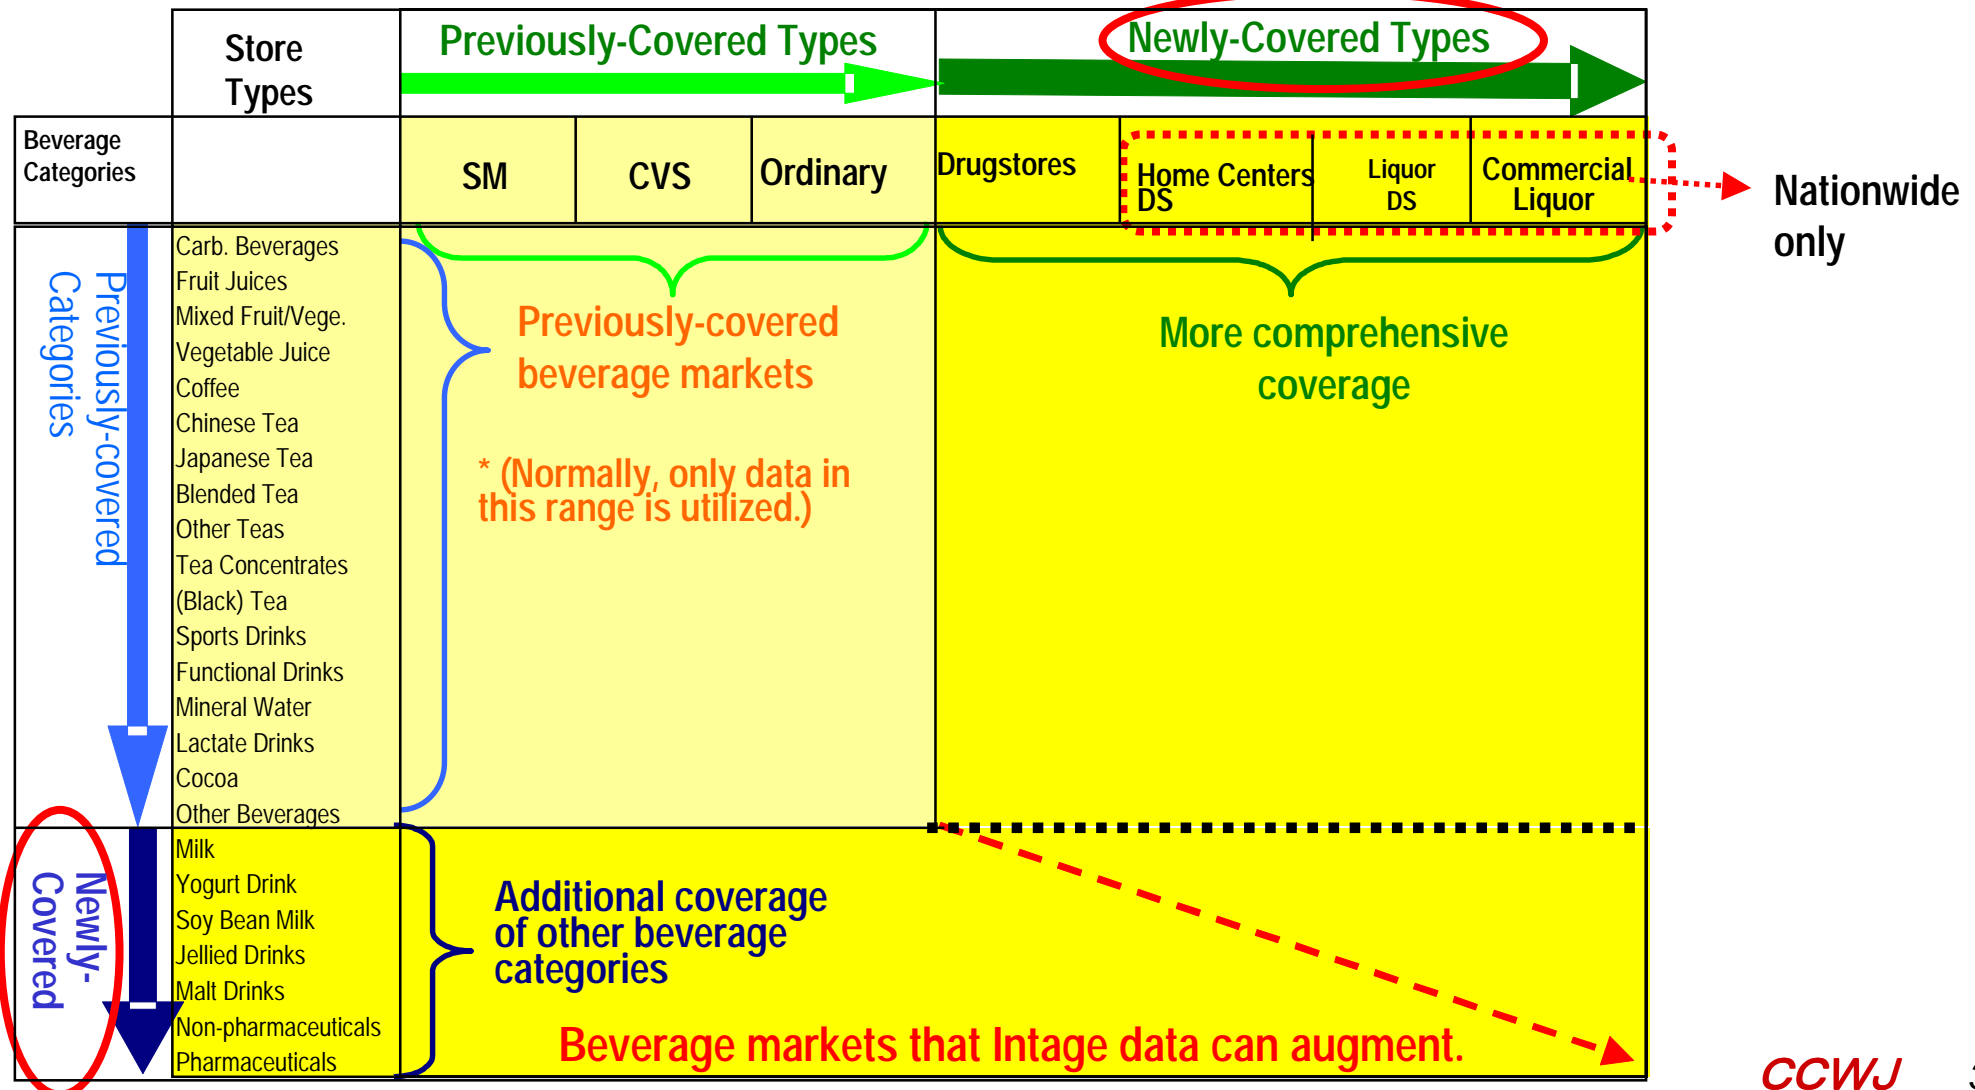 Store
Types
Previously-Covered Types
Newly-Covered Types
Beverage
Categories
SM
CVS
Ordinary
Drugstores
Home Centers
DS
Liquor
DS
Commercial
Liquor
Nationwide
only
Previously-covered
Categories
Carb. Beverages
Fruit Juices
Mixed Fruit/Vege.
Vegetable Juice
Coffee
Chinese Tea
Japanese Tea
Blended Tea
Other Teas
Tea Concentrates
(Black) Tea
Sports Drinks
Functional Drinks
Mineral Water
Lactate Drinks
Cocoa
Other Beverages
Previously-covered
beverage markets
* (Normally, only data in
this range is utilized.)
More comprehensive
coverage
Newly-
Covered
Milk
Yogurt Drink
Soy Bean Milk
Jellied Drinks
Malt Drinks
Non-pharmaceuticals
Pharmaceuticals
Additional coverage
of other beverage
categories
Beverage markets that Intage data can augment.
CCWJ